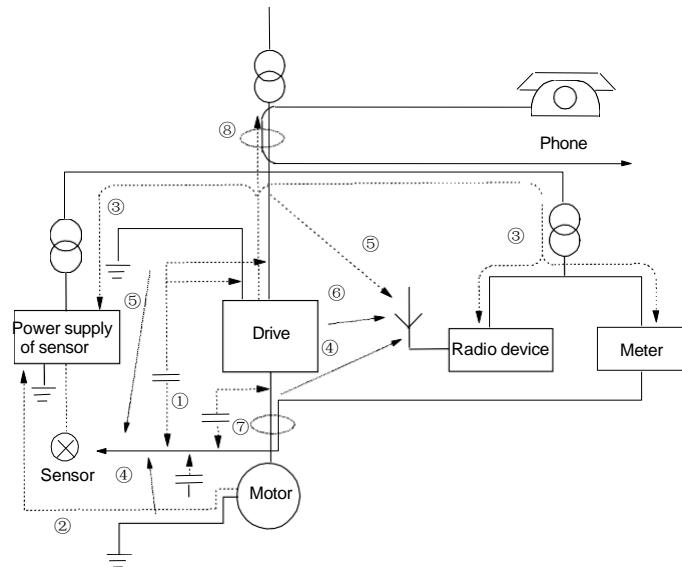 ⑧
Phone
③
③
⑤
⑤
⑥
Power supply
of sensor
Drive
④
Radio device
Meter
①
⑦
Sensor
④
Motor
②